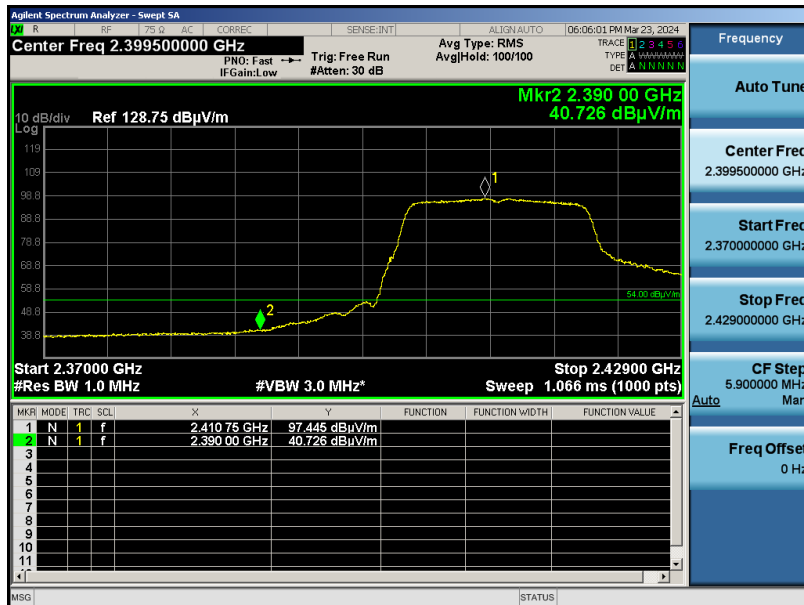 Agilent Spectrum Analyzer - Swept SA
LXI R RF 75 Ω AC CORREC SENSE:INT ALIGN AUTO 06:06:01 PM Mar 23, 2024
Center Freq 2.399500000 GHz
PNO: Fast
IFGain:Low
Trig: Free Run
#Atten: 30 dB
Avg Type: RMS
Avg|Hold: 100/100
TRACE 1 2 3 4 5 6
TYPE A WWWWW
DET A N N N N N
Mkr2 2.390 00 GHz
40.726 dBµV/m
10 dB/div Ref 128.75 dBµV/m
Log
119
109
98.8
88.8
78.8
68.8
58.8
48.8
38.8
1
2
54.00 dBµV/m
Start 2.37000 GHz Stop 2.42900 GHz
#Res BW 1.0 MHz #VBW 3.0 MHz* Sweep 1.066 ms (1000 pts)
MKR MODE TRC SCL X Y FUNCTION FUNCTION WIDTH FUNCTION VALUE
1 N 1 f 2.410 75 GHz 97.445 dBµV/m
2 N 1 f 2.390 00 GHz 40.726 dBµV/m
3
4
5
6
7
8
9
10
11
MSG STATUS
Frequency
Auto Tune
Center Freq
2.399500000 GHz
Start Freq
2.370000000 GHz
Stop Freq
2.429000000 GHz
CF Step
5.900000 MHz
Auto Man
Freq Offset
0 Hz